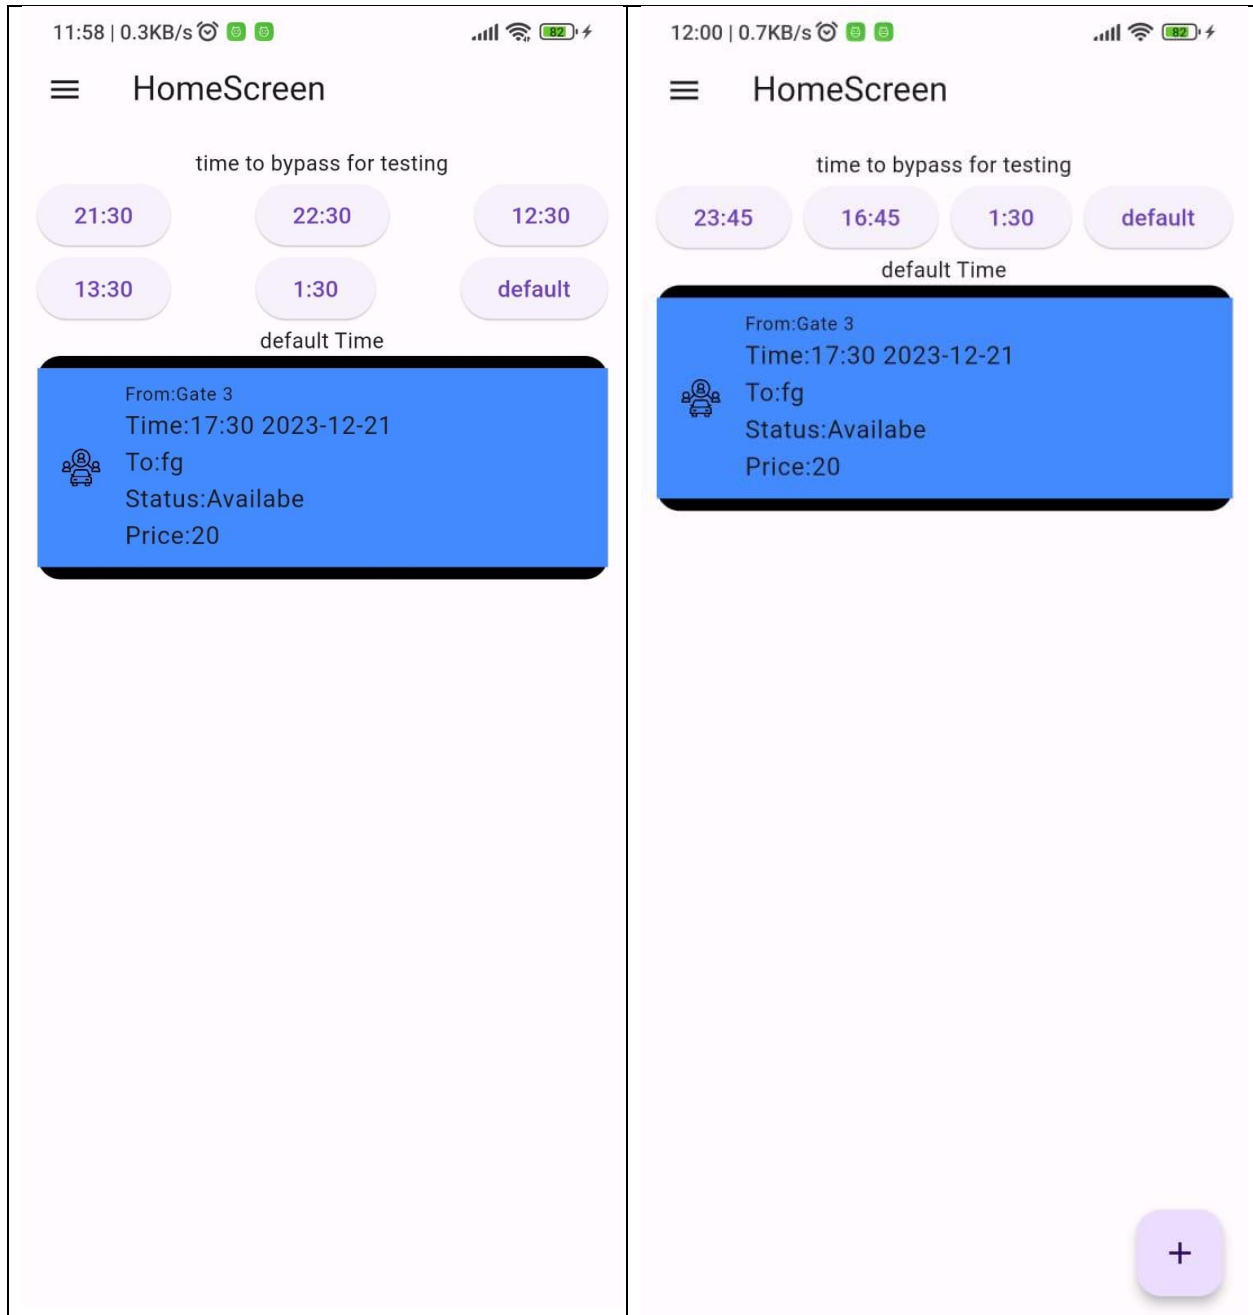 11:58 | 0.3KB/s
82
HomeScreen
time to bypass for testing
21:30 22:30 12:30
13:30 1:30 default
default Time
From:Gate 3
Time:17:30 2023-12-21
To:fg
Status:Availabe
Price:20
12:00 | 0.7KB/s
82
HomeScreen
time to bypass for testing
23:45 16:45 1:30 default
default Time
From:Gate 3
Time:17:30 2023-12-21
To:fg
Status:Availabe
Price:20
+